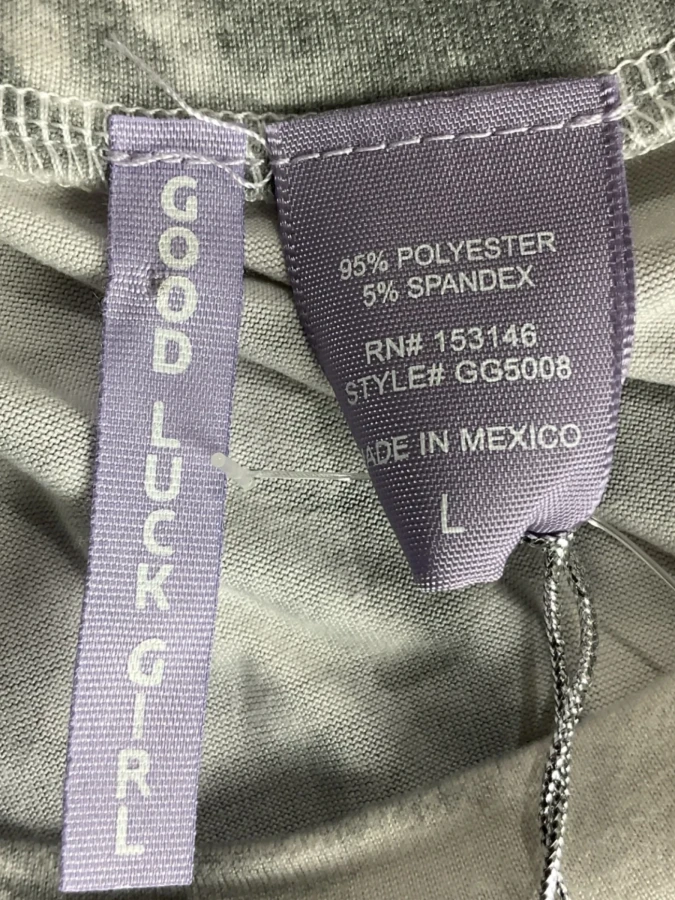 GOOD LUCK GIRL
95% POLYESTER
5% SPANDEX
RN# 153146
STYLE# GG5008
ADE IN MEXICO
L